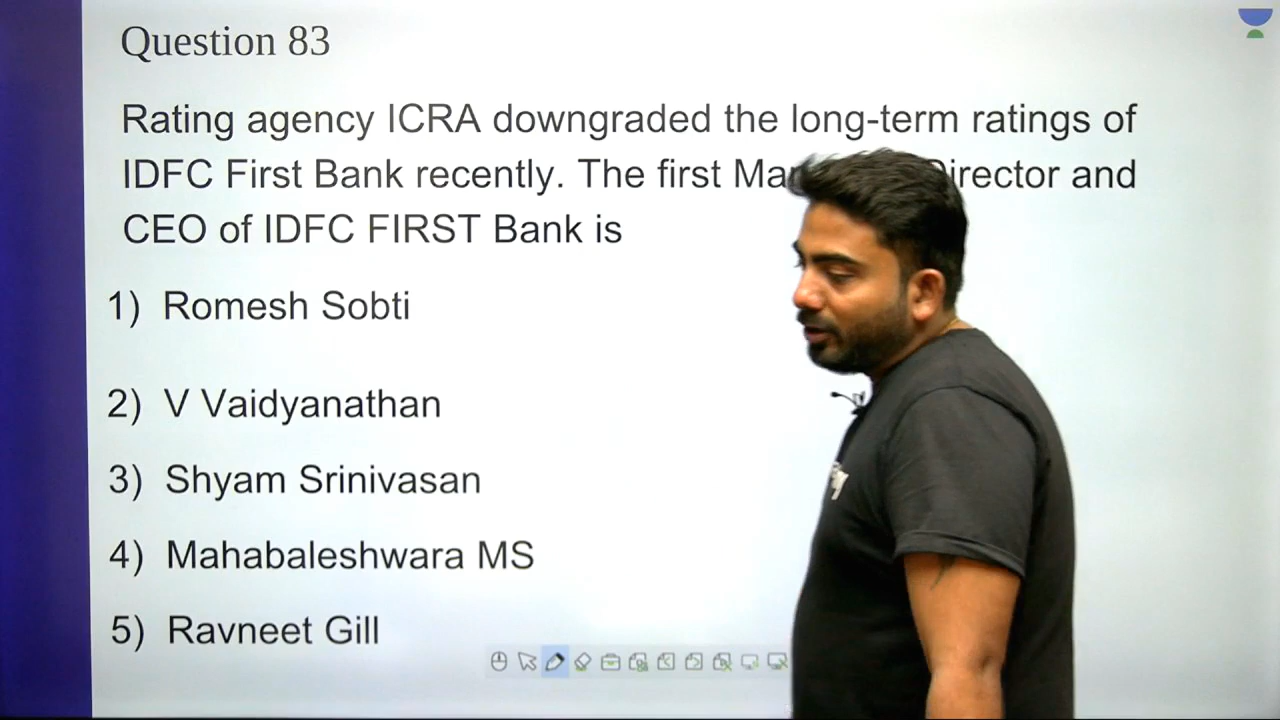 Question 83
Rating agency ICRA downgraded the long-term ratings of
IDFC First Bank recently. The first Director and
CEO of IDFC FIRST Bank is
1) Romesh Sobti
2) V Vaidyanathan
3) Shyam Srinivasan
4) Mahabaleshwara MS
5) Ravneet Gill